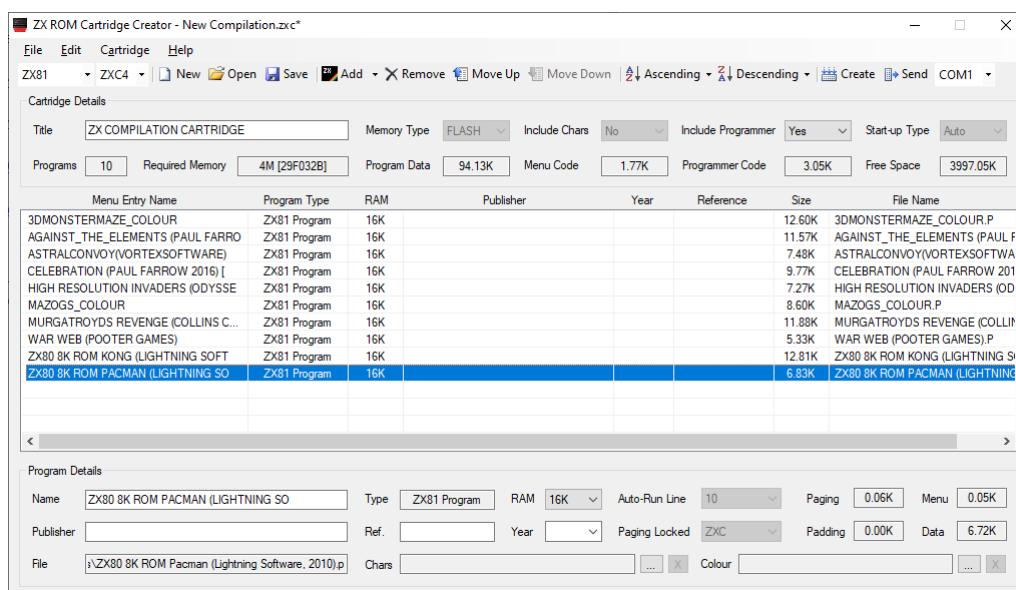 ZX ROM Cartridge Creator - New Compilation.zxc*
File Edit Cartridge Help
ZX81 ZXC4 New Open Save Add Remove Move Up Move Down Ascending Descending Create Send COM1
Cartridge Details
Title ZX COMPILATION CARTRIDGE Memory Type FLASH Include Chars No Include Programmer Yes Start-up Type Auto
Programs 10 Required Memory 4M [29F032B] Program Data 94.13K Menu Code 1.77K Programmer Code 3.05K Free Space 3997.05K
Menu Entry Name Program Type RAM Publisher Year Reference Size File Name
3DMONSTERMAZE_COLOUR ZX81 Program 16K 12.60K 3DMONSTERMAZE_COLOUR.P
AGAINST_THE_ELEMENTS (PAUL FARRO ZX81 Program 16K 11.57K AGAINST_THE_ELEMENTS (PAUL F
ASTRALCONVOY(VORTEXSOFTWARE) ZX81 Program 16K 7.48K ASTRALCONVOY(VORTEXSOFTWA
CELEBRATION (PAUL FARROW 2016) [ ZX81 Program 16K 9.77K CELEBRATION (PAUL FARROW 201
HIGH RESOLUTION INVADERS (ODYSSE ZX81 Program 16K 7.27K HIGH RESOLUTION INVADERS (OD
MAZOGS_COLOUR ZX81 Program 16K 8.60K MAZOGS_COLOUR.P
MURGATROYDS REVENGE (COLLINS C... ZX81 Program 16K 11.88K MURGATROYDS REVENGE (COLLIN
WAR WEB (POOTER GAMES) ZX81 Program 16K 5.33K WAR WEB (POOTER GAMES).P
ZX80 8K ROM KONG (LIGHTNING SOFT ZX81 Program 16K 12.81K ZX80 8K ROM KONG (LIGHTNING S
ZX80 8K ROM PACMAN (LIGHTNING SO ZX81 Program 16K 6.83K ZX80 8K ROM PACMAN (LIGHTNING
Program Details
Name ZX80 8K ROM PACMAN (LIGHTNING SO Type ZX81 Program RAM 16K Auto-Run Line 10 Paging 0.06K Menu 0.05K
Publisher Ref. Year Paging Locked ZXC Padding 0.00K Data 6.72K
File s\ZX80 8K ROM Pacman (Lightning Software, 2010).p Chars ... X Colour ... X